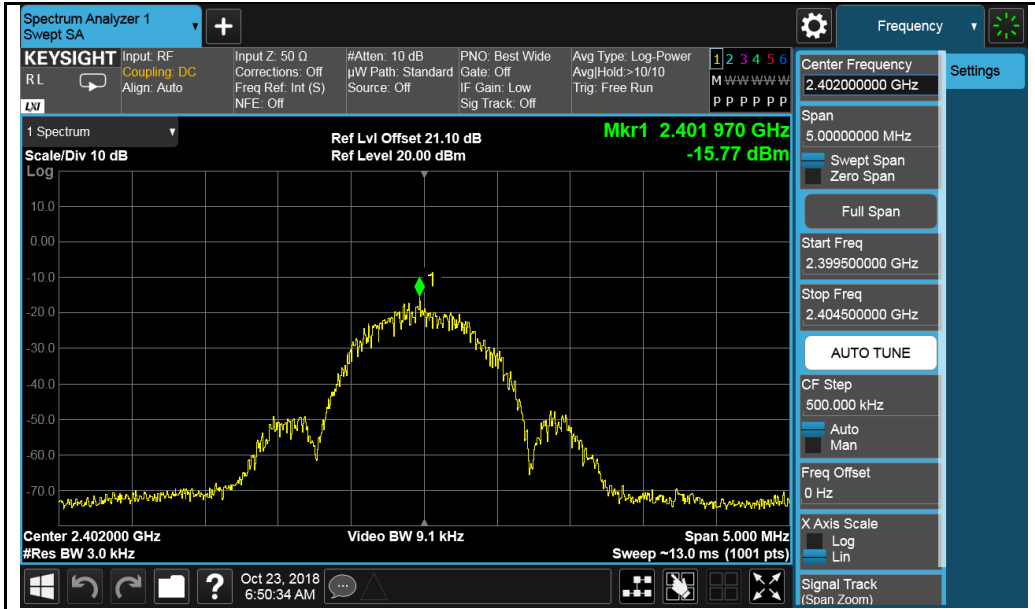 Spectrum Analyzer 1
Swept SA
+
Frequency
KEYSIGHT
RL
LXI
Input: RF
Coupling: DC
Align: Auto
Input Z: 50 Ω
Corrections: Off
Freq Ref: Int (S)
NFE: Off
#Atten: 10 dB
µW Path: Standard
Source: Off
PNO: Best Wide
Gate: Off
IF Gain: Low
Sig Track: Off
Avg Type: Log-Power
Avg|Hold:>10/10
Trig: Free Run
1 2 3 4 5 6
M W W W W W
P P P P P P
1 Spectrum
Scale/Div 10 dB
Log
Ref Lvl Offset 21.10 dB
Ref Level 20.00 dBm
Mkr1 2.401 970 GHz
-15.77 dBm
10.0
0.00
-10.0
-20.0
-30.0
-40.0
-50.0
-60.0
-70.0
1
Center 2.402000 GHz
#Res BW 3.0 kHz
Video BW 9.1 kHz
Span 5.000 MHz
Sweep ~13.0 ms (1001 pts)
Center Frequency
2.402000000 GHz
Span
5.00000000 MHz
Swept Span
Zero Span
Full Span
Start Freq
2.399500000 GHz
Stop Freq
2.404500000 GHz
AUTO TUNE
CF Step
500.000 kHz
Auto
Man
Freq Offset
0 Hz
X Axis Scale
Log
Lin
Signal Track
(Span Zoom)
Settings
?
Oct 23, 2018
6:50:34 AM